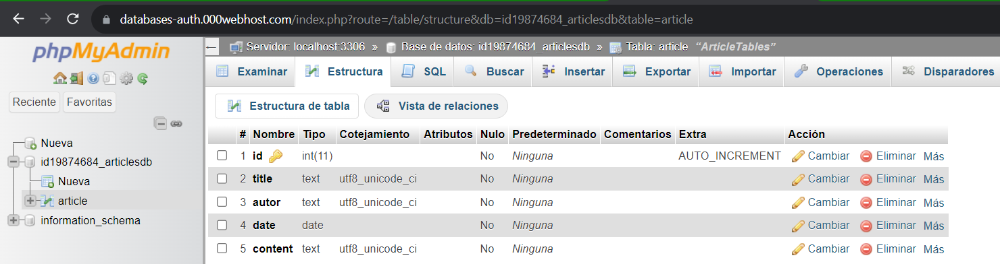 databases-auth.000webhost.com/index.php?route=/table/structure&db=id19874684_articlesdb&table=article
phpMyAdmin
Reciente Favoritas
Nueva
id19874684_articlesdb
Nueva
article
information_schema
Servidor: localhost:3306 » Base de datos: id19874684_articlesdb » Tabla: article "ArticleTables"
Examinar Estructura SQL Buscar Insertar Exportar Importar Operaciones Disparadores
Estructura de tabla Vista de relaciones
# Nombre Tipo Cotejamiento Atributos Nulo Predeterminado Comentarios Extra Acción
1 id int(11) No Ninguna AUTO_INCREMENT Cambiar Eliminar Más
2 title text utf8_unicode_ci No Ninguna Cambiar Eliminar Más
3 autor text utf8_unicode_ci No Ninguna Cambiar Eliminar Más
4 date date No Ninguna Cambiar Eliminar Más
5 content text utf8_unicode_ci No Ninguna Cambiar Eliminar Más